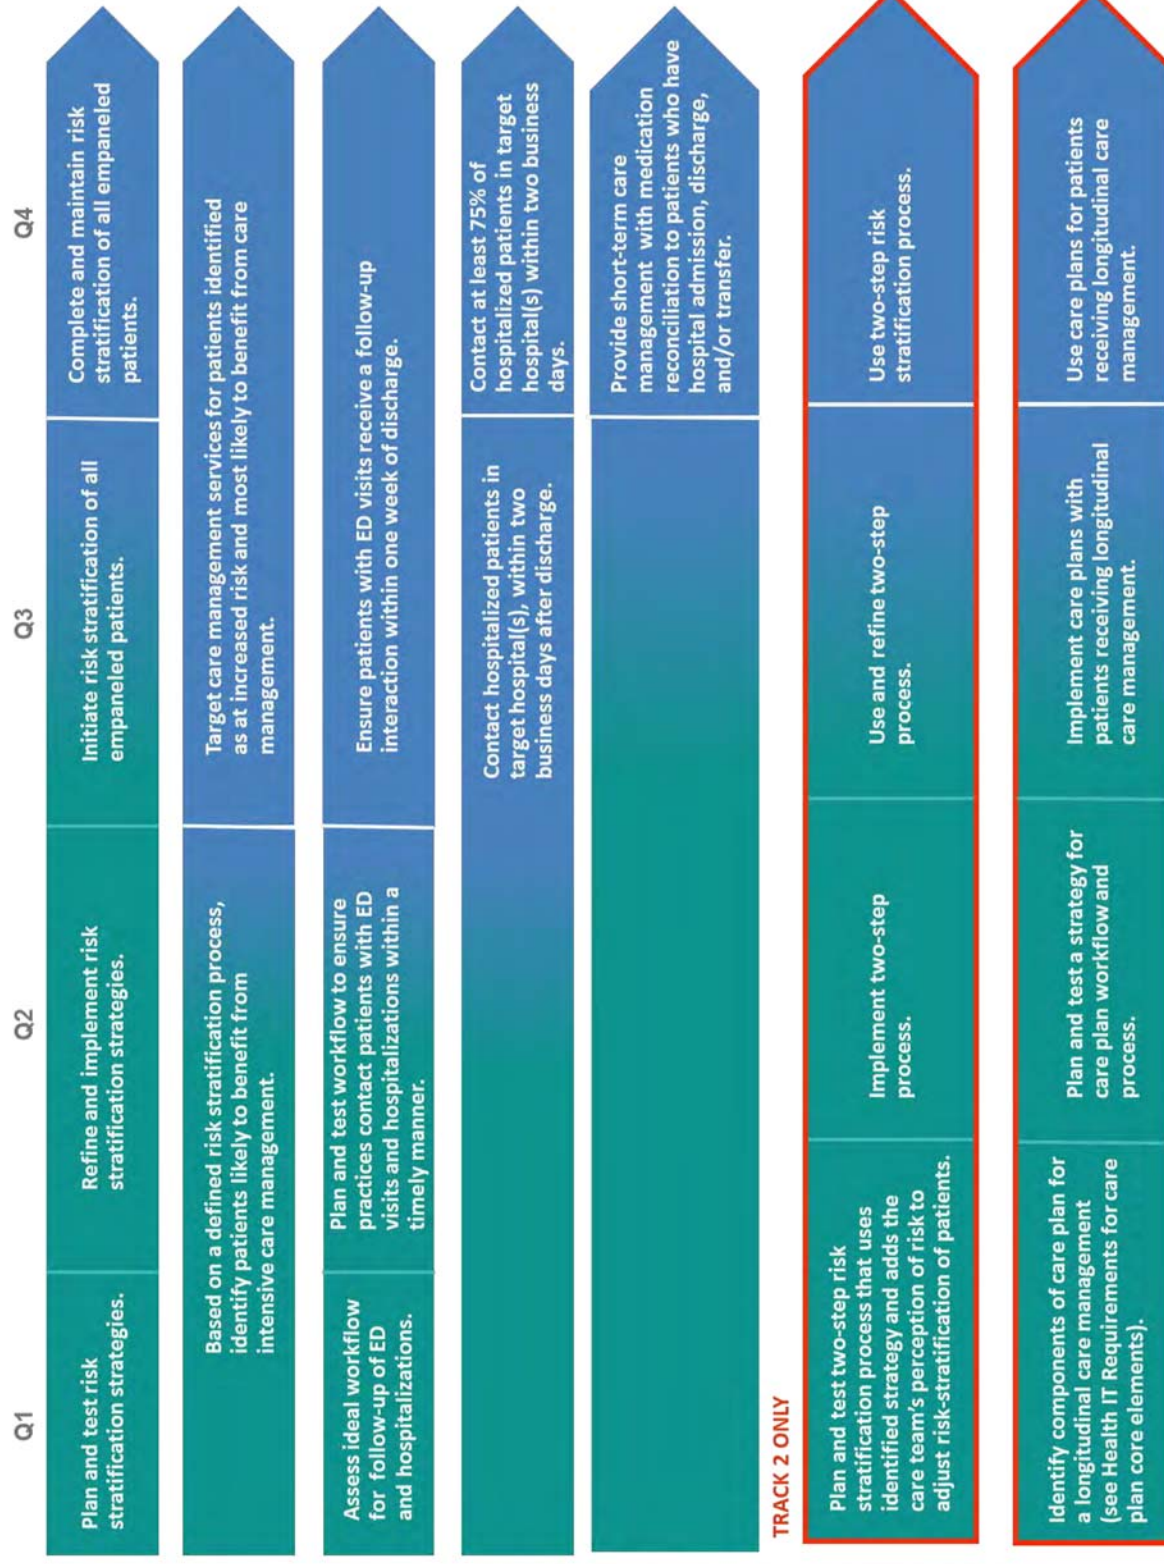 Q1
Q2
Q3
Q4
Plan and test risk
stratification strategies.
Refine and implement risk
stratification strategies.
Initiate risk stratification of all
empaneled patients.
Complete and maintain risk
stratification of all empaneled
patients.
Based on a defined risk stratification process,
identify patients likely to benefit from
intensive care management.
Target care management services for patients identified
as at increased risk and most likely to benefit from care
management.
Assess ideal workflow
for follow-up of ED
and hospitalizations.
Plan and test workflow to ensure
practices contact patients with ED
visits and hospitalizations within a
timely manner.
Ensure patients with ED visits receive a follow-up
interaction within one week of discharge.
Contact hospitalized patients in
target hospital(s), within two
business days after discharge.
Contact at least 75% of
hospitalized patients in target
hospital(s) within two business
days.
Provide short-term care
management with medication
reconciliation to patients who have
hospital admission, discharge,
and/or transfer.
TRACK 2 ONLY
Plan and test two-step risk
stratification process that uses
identified strategy and adds the
care team's perception of risk to
adjust risk-stratification of patients.
Implement two-step
process.
Use and refine two-step
process.
Use two-step risk
stratification process.
Identify components of care plan for
a longitudinal care management
(see Health IT Requirements for care
plan core elements).
Plan and test a strategy for
care plan workflow and
process.
Implement care plans with
patients receiving longitudinal
care management.
Use care plans for patients
receiving longitudinal care
management.